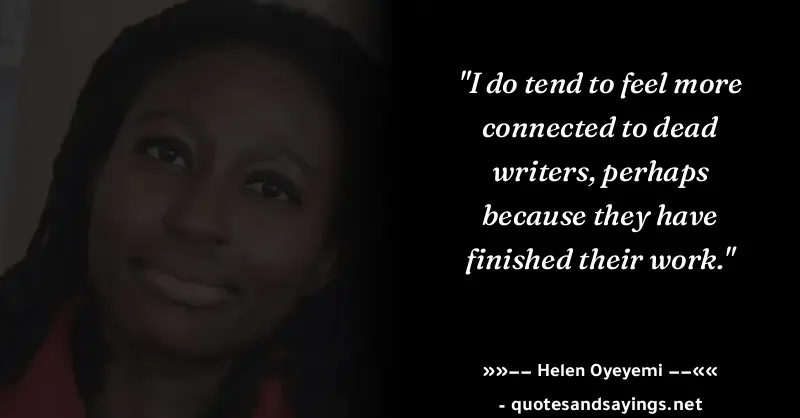 "I do tend to feel more
connected to dead
writers, perhaps
because they have
finished their work."
»»–– Helen Oyeyemi ––««
- quotesandsayings.net